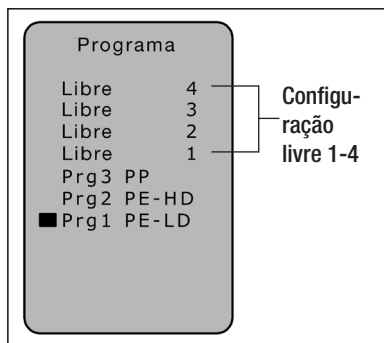 Programa
Libre 4
Libre 3
Libre 2
Libre 1
Prg3 PP
Prg2 PE-HD
Prg1 PE-LD
Configu-
ração
livre 1-4